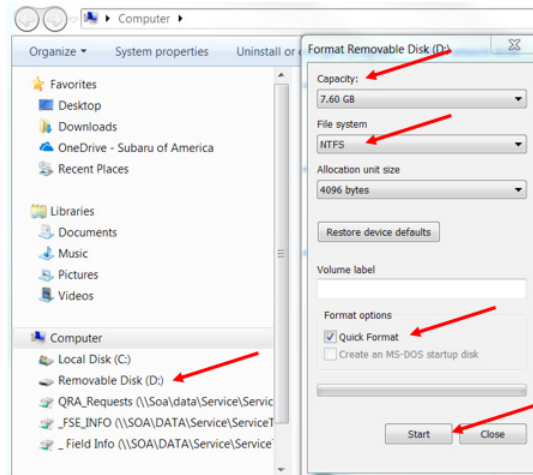 Computer
Organize
System properties
Uninstall or
Favorites
Desktop
Downloads
OneDrive - Subaru of America
Recent Places
Libraries
Documents
Music
Pictures
Videos
Computer
Local Disk (C:)
Removable Disk (D:)
QRA_Requests (\\Soa\data\Service\Servic
_FSE_INFO (\\SOA\DATA\Service\ServiceT
_ Field Info (\\SOA\DATA\Service\Service
Format Removable Disk (D:)
Capacity:
7.60 GB
File system
NTFS
Allocation unit size
4096 bytes
Restore device defaults
Volume label
Format options
Quick Format
Create an MS-DOS startup disk
Start
Close